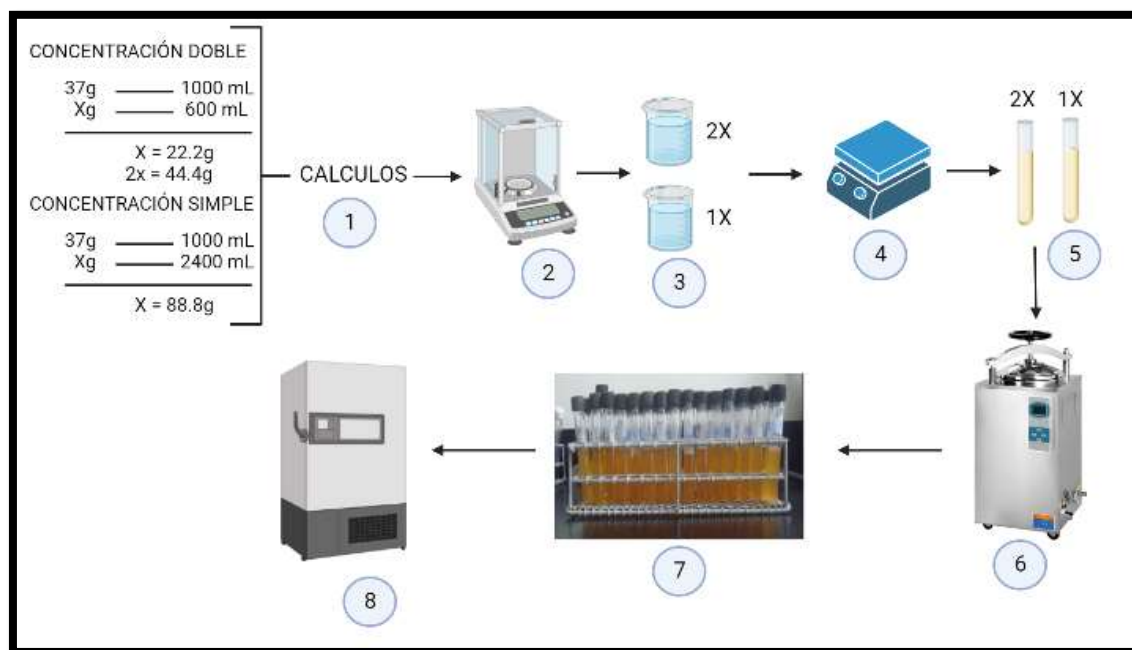 CONCENTRACIÓN DOBLE
37g 1000 mL
Xg 600 mL
X = 22.2g
2x = 44.4g
CONCENTRACIÓN SIMPLE
37g 1000 mL
Xg 2400 mL
X = 88.8g
CALCULOS
1
2
2X
1X
3
4
2X 1X
5
6
7
8